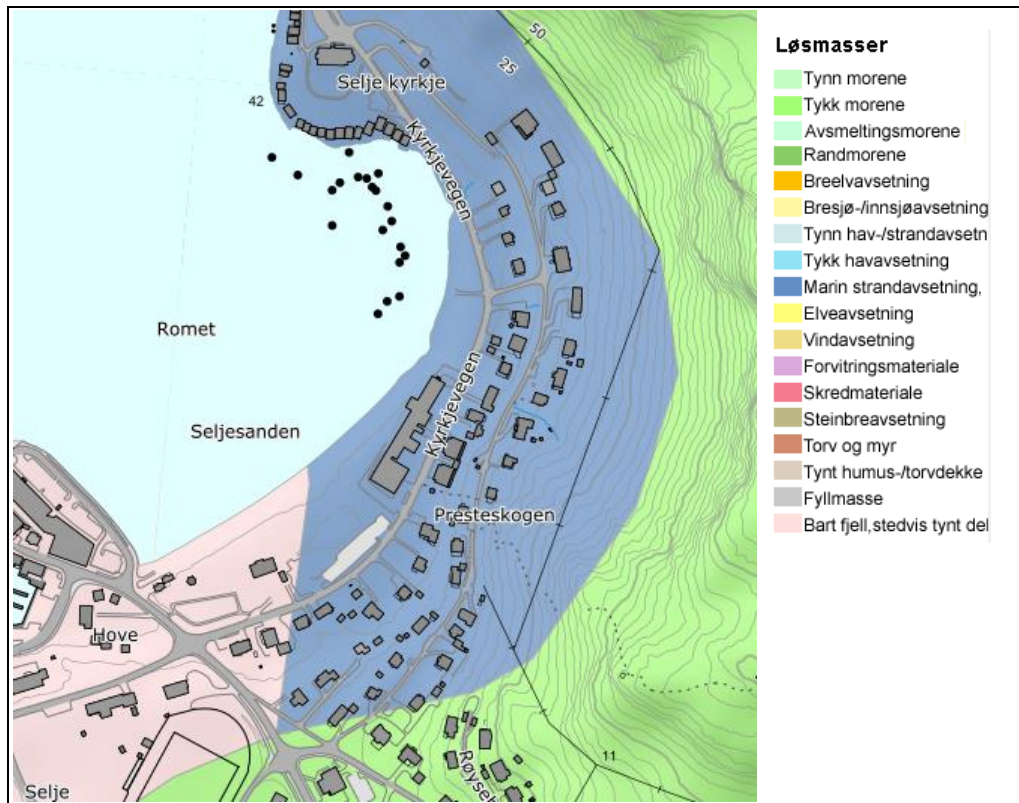 50
25
Selje kyrkje
42
Kyrkjevegen
Romet
Kyrkjevegen
Seljesanden
Presteskogen
Hove
11
Selje
Løsmasser
Tynn morene
Tykk morene
Avsmeltingsmorene
Randmorene
Breelvavsetning
Bresjø-/innsjøavsetning
Tynn hav-/strandavsetn
Tykk havavsetning
Marin strandavsetning,
Elveavsetning
Vindavsetning
Forvitringsmateriale
Skredmateriale
Steinbreavsetning
Torv og myr
Tynt humus-/torvdekke
Fyllmasse
Bart fjell,stedvis tynt del